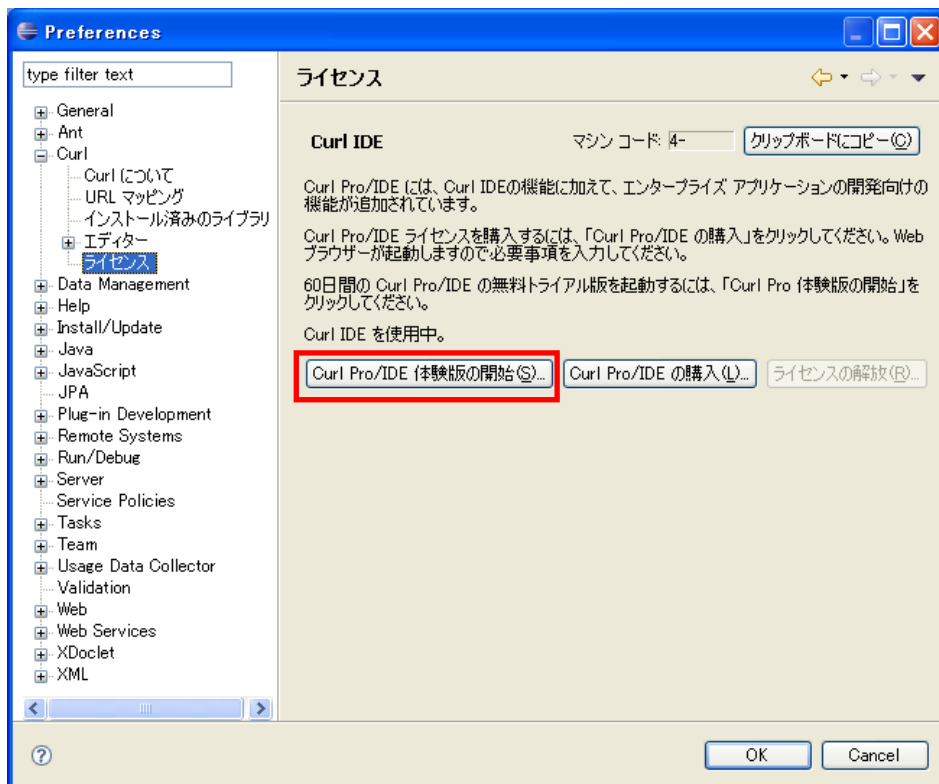 Preferences
type filter text
General
Ant
Curl
Curl について
URL マッピング
インストール済みのライブラリ
エディター
ライセンス
Data Management
Help
Install/Update
Java
JavaScript
JPA
Plug-in Development
Remote Systems
Run/Debug
Server
Service Policies
Tasks
Team
Usage Data Collector
Validation
Web
Web Services
XDoclet
XML
ライセンス
Curl IDE
マシン コード: 4-
クリップボードにコピー(C)
Curl Pro/IDE には、Curl IDEの機能に加えて、エンタープライズ アプリケーションの開発向けの
機能が追加されています。
Curl Pro/IDE ライセンスを購入するには、「Curl Pro/IDE の購入」をクリックしてください。Web
ブラウザーが起動しますので必要事項を入力してください。
60日間の Curl Pro/IDE の無料トライアル版を起動するには、「Curl Pro 体験版の開始」を
クリックしてください。
Curl IDE を使用中。
Curl Pro/IDE 体験版の開始(S)...
Curl Pro/IDE の購入(L)...
ライセンスの解放(R)...
OK
Cancel